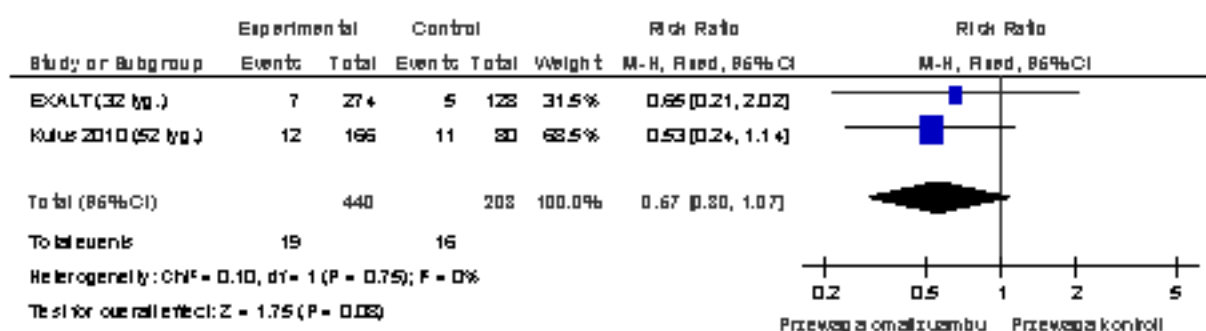 Experimental Control Risk Ratio Risk Ratio
Study or Subgroup Events Total Events Total Weight M-H, Fixed, 95% CI M-H, Fixed, 95% CI
EXALT (32 tyg.) 7 274 5 128 31.5% 0.65 [0.21, 2.02]
Kulus 2010 (52 tyg.) 12 166 11 80 68.5% 0.53 [0.24, 1.14]
Total (95% CI) 440 208 100.0% 0.57 [0.30, 1.07]
Total events 19 16
Heterogeneity: Chi² = 0.10, df = 1 (P = 0.75); I² = 0%
Test for overall effect: Z = 1.75 (P = 0.08)
0.2 0.5 1 2 5
Przewaga omalizumabu Przewaga kontroli